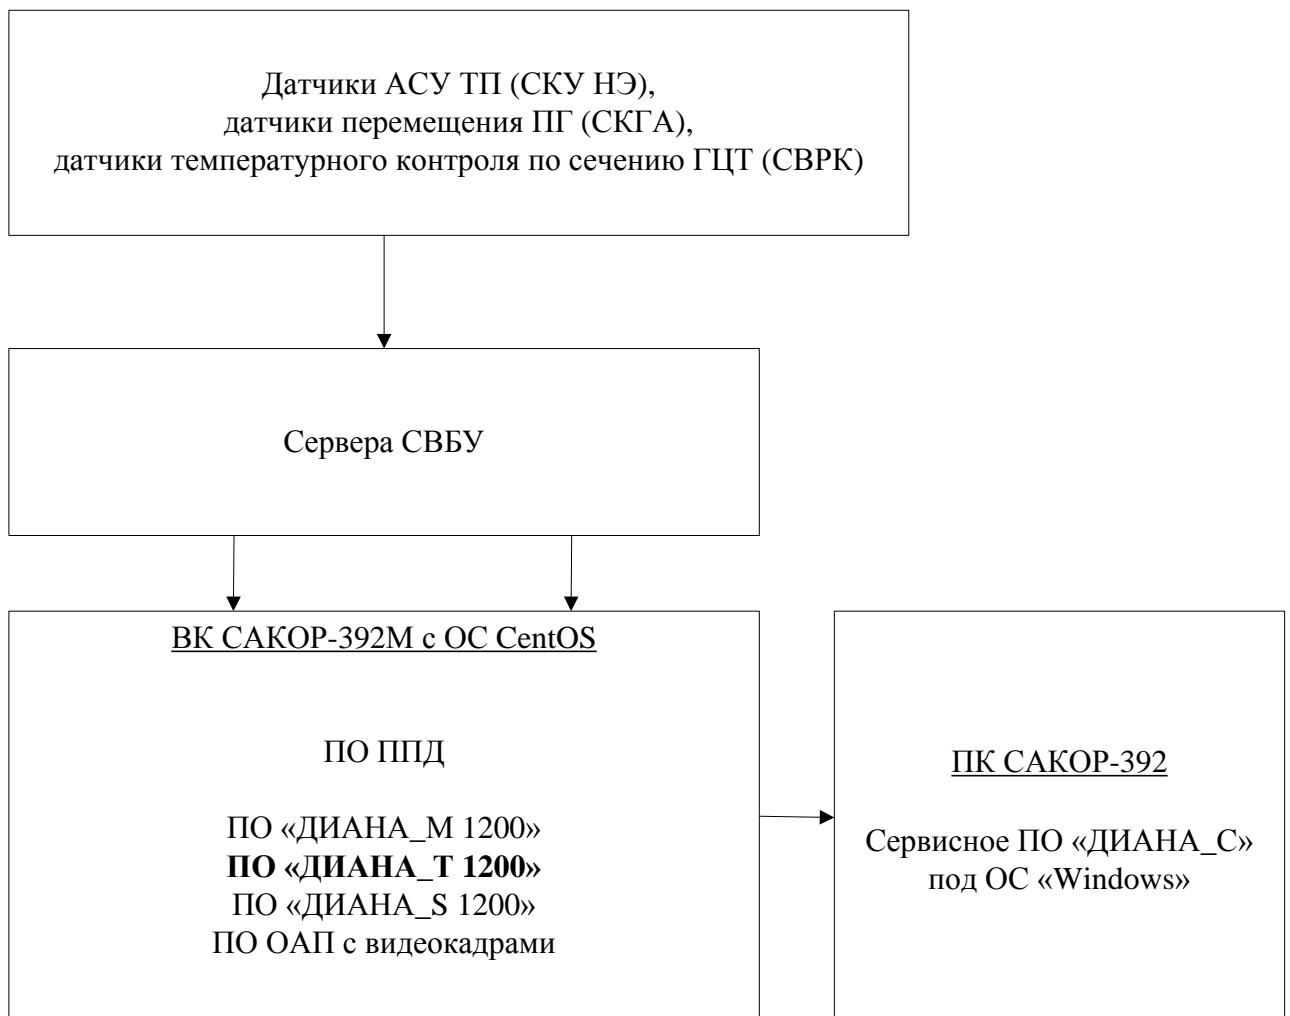 Датчики АСУ ТП (СКУ НЭ),
датчики перемещения ПГ (СКГА),
датчики температурного контроля по сечению ГЦТ (СВРК)
Сервера СВБУ
ВК САКОР-392М с ОС CentOS
ПО ППД
ПО «ДИАНА_М 1200»
ПО «ДИАНА_Т 1200»
ПО «ДИАНА_S 1200»
ПО ОАП с видеокадрами
ПК САКОР-392
Сервисное ПО «ДИАНА_С»
под ОС «Windows»